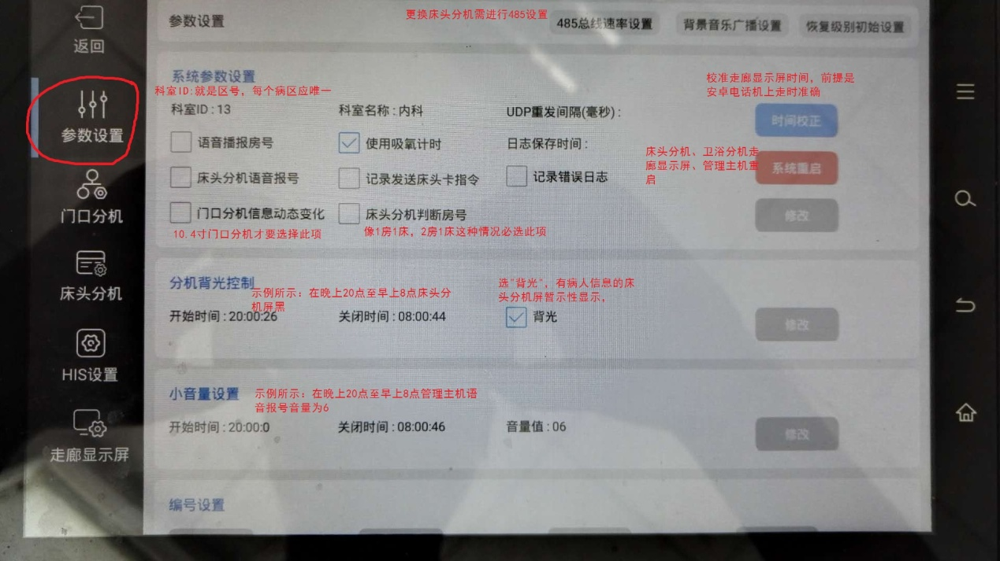 返回
参数设置
门口分机
床头分机
HIS设置
走廊显示屏
参数设置
更换床头分机需进行485设置
485总线速率设置
背景音乐广播设置
恢复级别初始设置
系统参数设置
科室ID:就是区号，每个病区应唯一
校准走廊显示屏时间，前提是
安卓电话机上走时准确
科室ID : 13
科室名称 : 内科
UDP重发间隔(毫秒) :
时间校正
语音播报房号
使用吸氧计时
日志保存时间 :
床头分机、卫浴分机走
廊显示屏、管理主机重
启
系统重启
床头分机语音报号
记录发送床头卡指令
记录错误日志
门口分机信息动态变化
床头分机判断房号
修改
10.4寸门口分机才要选择此项
像1房1床，2房1床这种情况必选此项
分机背光控制
示例所示：在晚上20点至早上8点床头分
机屏黑
选"背光"，有病人信息的床
头分机屏暂示性显示，
开始时间 : 20:00:26
关闭时间 : 08:00:44
背光
修改
小音量设置
示例所示：在晚上20点至早上8点管理主机语
音报号音量为6
开始时间 : 20:00:0
关闭时间 : 08:00:46
音量值 : 06
修改
编号设置